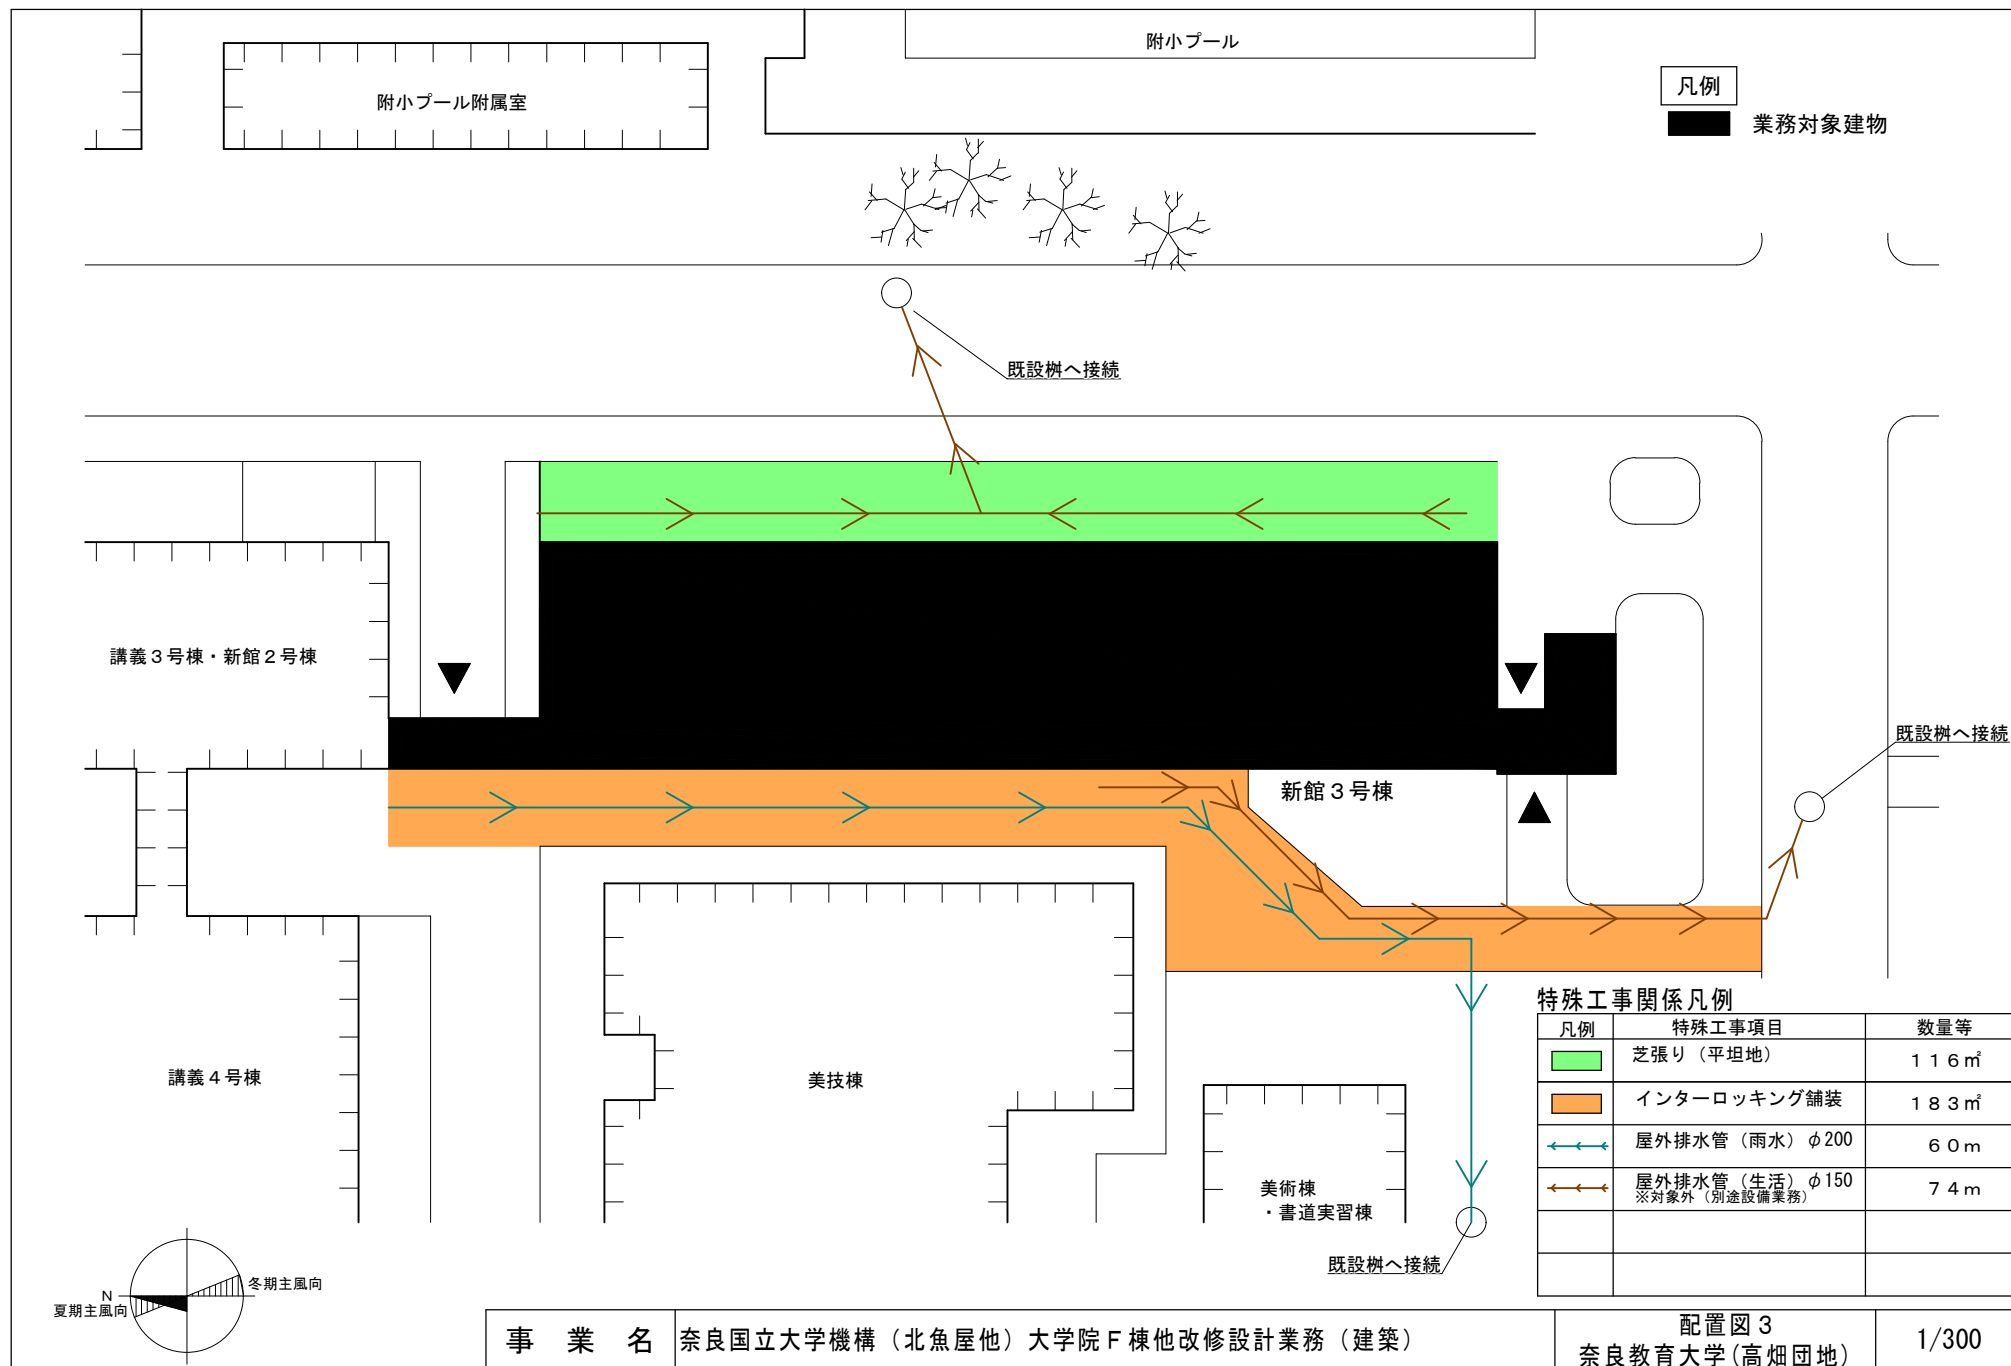 附小プール
凡例
附小プール附属室
業務対象建物
既設桝へ接続
講義３号棟・新館２号棟
既設桝へ接続
新館３号棟
特殊工事関係凡例
凡例 特殊工事項目 数量等
芝張り（平坦地） １１６㎡
インターロッキング舗装 １８３㎡
屋外排水管（雨水）φ200 ６０ｍ
屋外排水管（生活）φ150 ７４ｍ
※対象外（別途設備業務）
講義４号棟
美技棟
美術棟
・書道実習棟
既設桝へ接続
冬期主風向
N
夏期主風向
事業名 奈良国立大学機構（北魚屋他）大学院Ｆ棟他改修設計業務（建築）
配置図３
奈良教育大学(高畑団地)
1/300